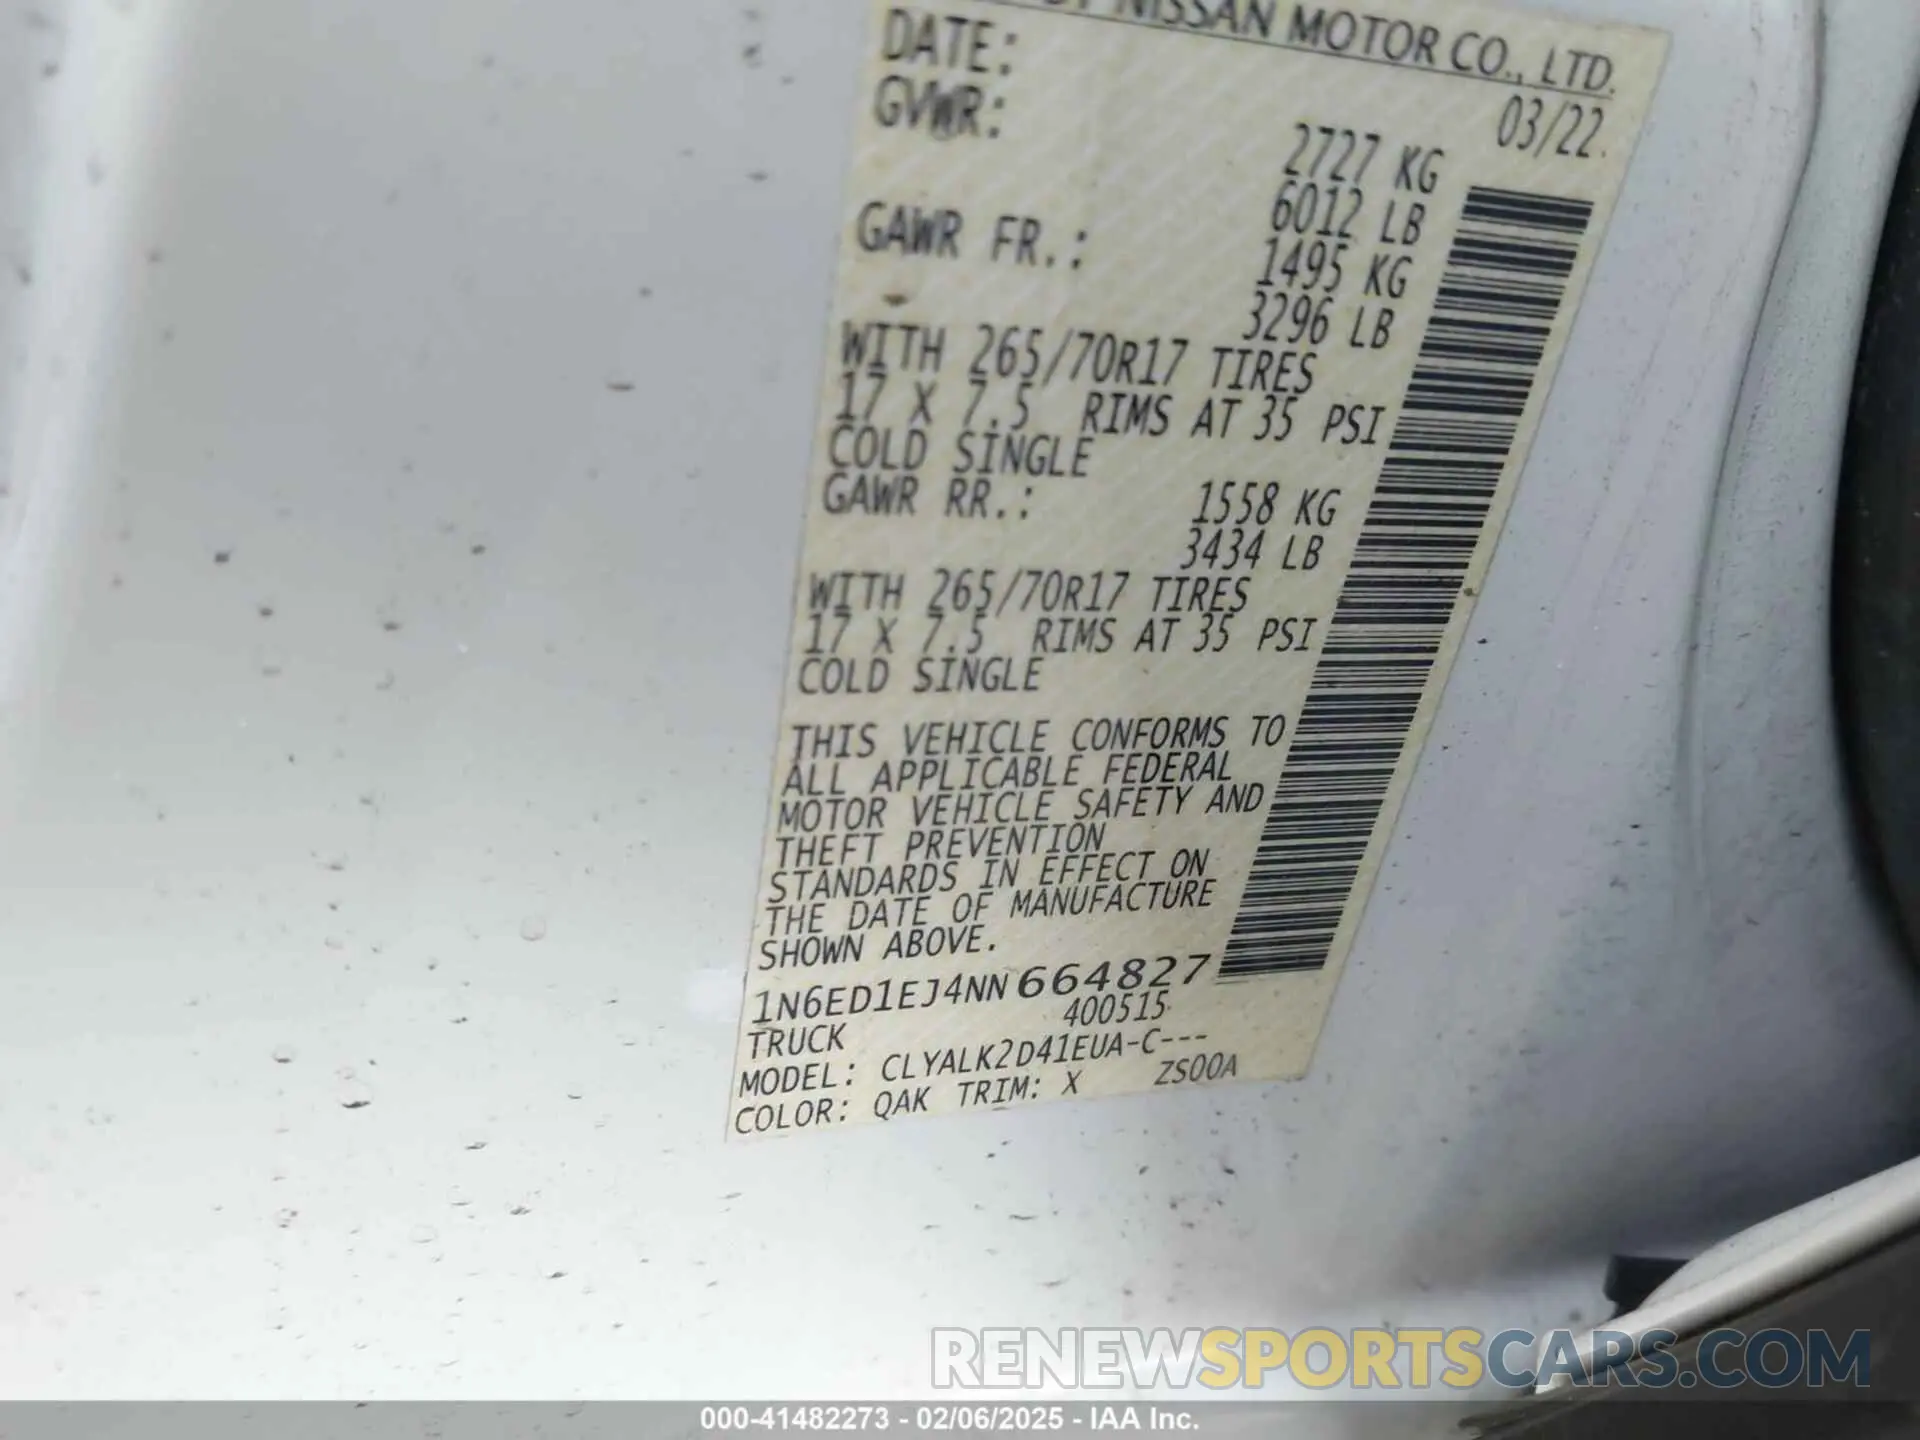 NISSAN MOTOR CO., LTD.
DATE: 03/22
GVWR: 2727 KG
6012 LB
GAWR FR.: 1495 KG
3296 LB
WITH 265/70R17 TIRES
17 X 7.5 RIMS AT 35 PSI
COLD SINGLE
GAWR RR.: 1558 KG
3434 LB
WITH 265/70R17 TIRES
17 X 7.5 RIMS AT 35 PSI
COLD SINGLE
THIS VEHICLE CONFORMS TO
ALL APPLICABLE FEDERAL
MOTOR VEHICLE SAFETY AND
THEFT PREVENTION
STANDARDS IN EFFECT ON
THE DATE OF MANUFACTURE
SHOWN ABOVE.
1N6ED1EJ4NN664827
TRUCK 400515
MODEL: CLYALK2D41EUA-C---
COLOR: QAK TRIM: X ZS00A
RENEWSPORTSCARS.COM
000-41482273 - 02/06/2025 - IAA Inc.